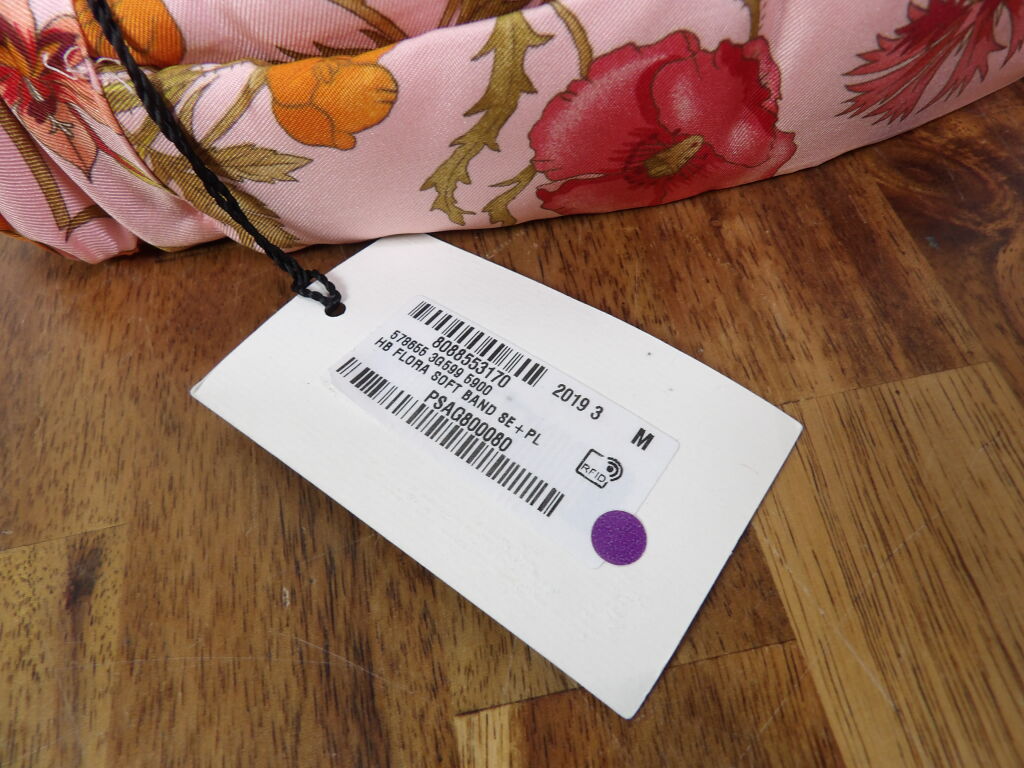 8088553170
2019 3
578655 3G599 5900
M
HB FLORA SOFT BAND SE + PL
PSAG800080
RFID